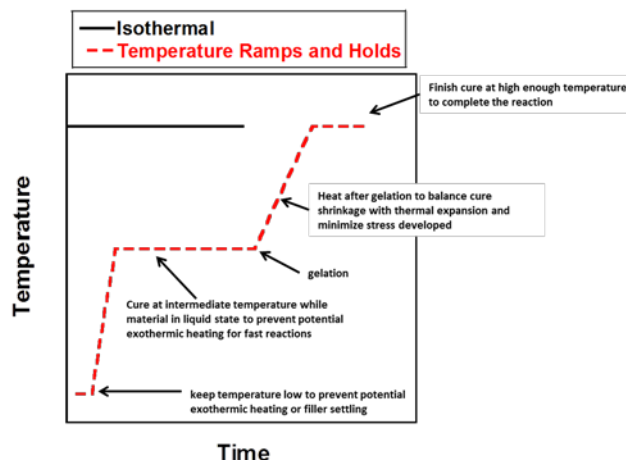 Isothermal
Temperature Ramps and Holds
Finish cure at high enough temperature
to complete the reaction
Heat after gelation to balance cure
shrinkage with thermal expansion and
minimize stress developed
gelation
Cure at intermediate temperature while
material in liquid state to prevent potential
exothermic heating for fast reactions
keep temperature low to prevent potential
exothermic heating or filler settling
Temperature
Time